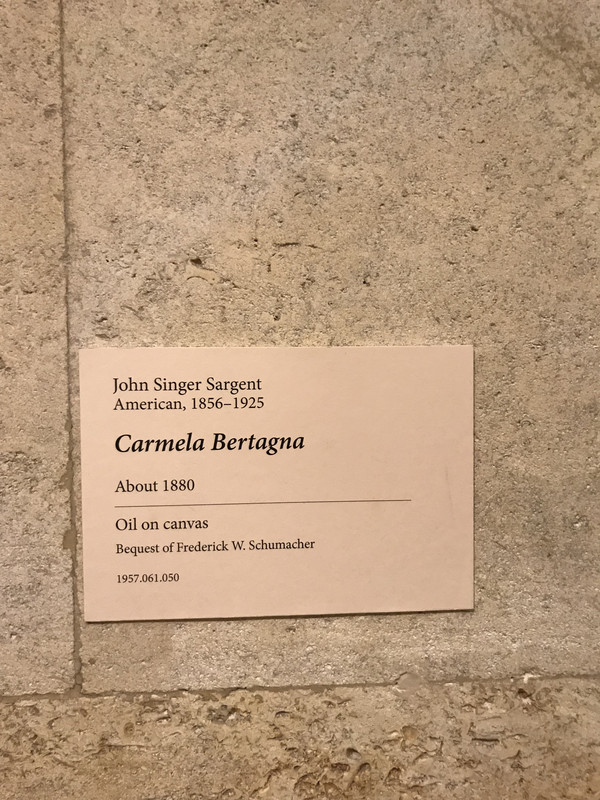 John Singer Sargent
American, 1856–1925
Carmela Bertagna
About 1880
Oil on canvas
Bequest of Frederick W. Schumacher
1957.061.050